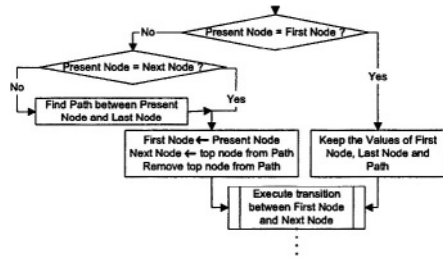 Present Node = First Node ?
No
Present Node = Next Node ?
Yes
No
Yes
Find Path between Present
Node and Last Node
First Node ← Present Node
Next Node ← top node from Path
Remove top node from Path
Keep the Values of First
Node, Last Node and
Path
Execute transition
between First Node
and Next Node